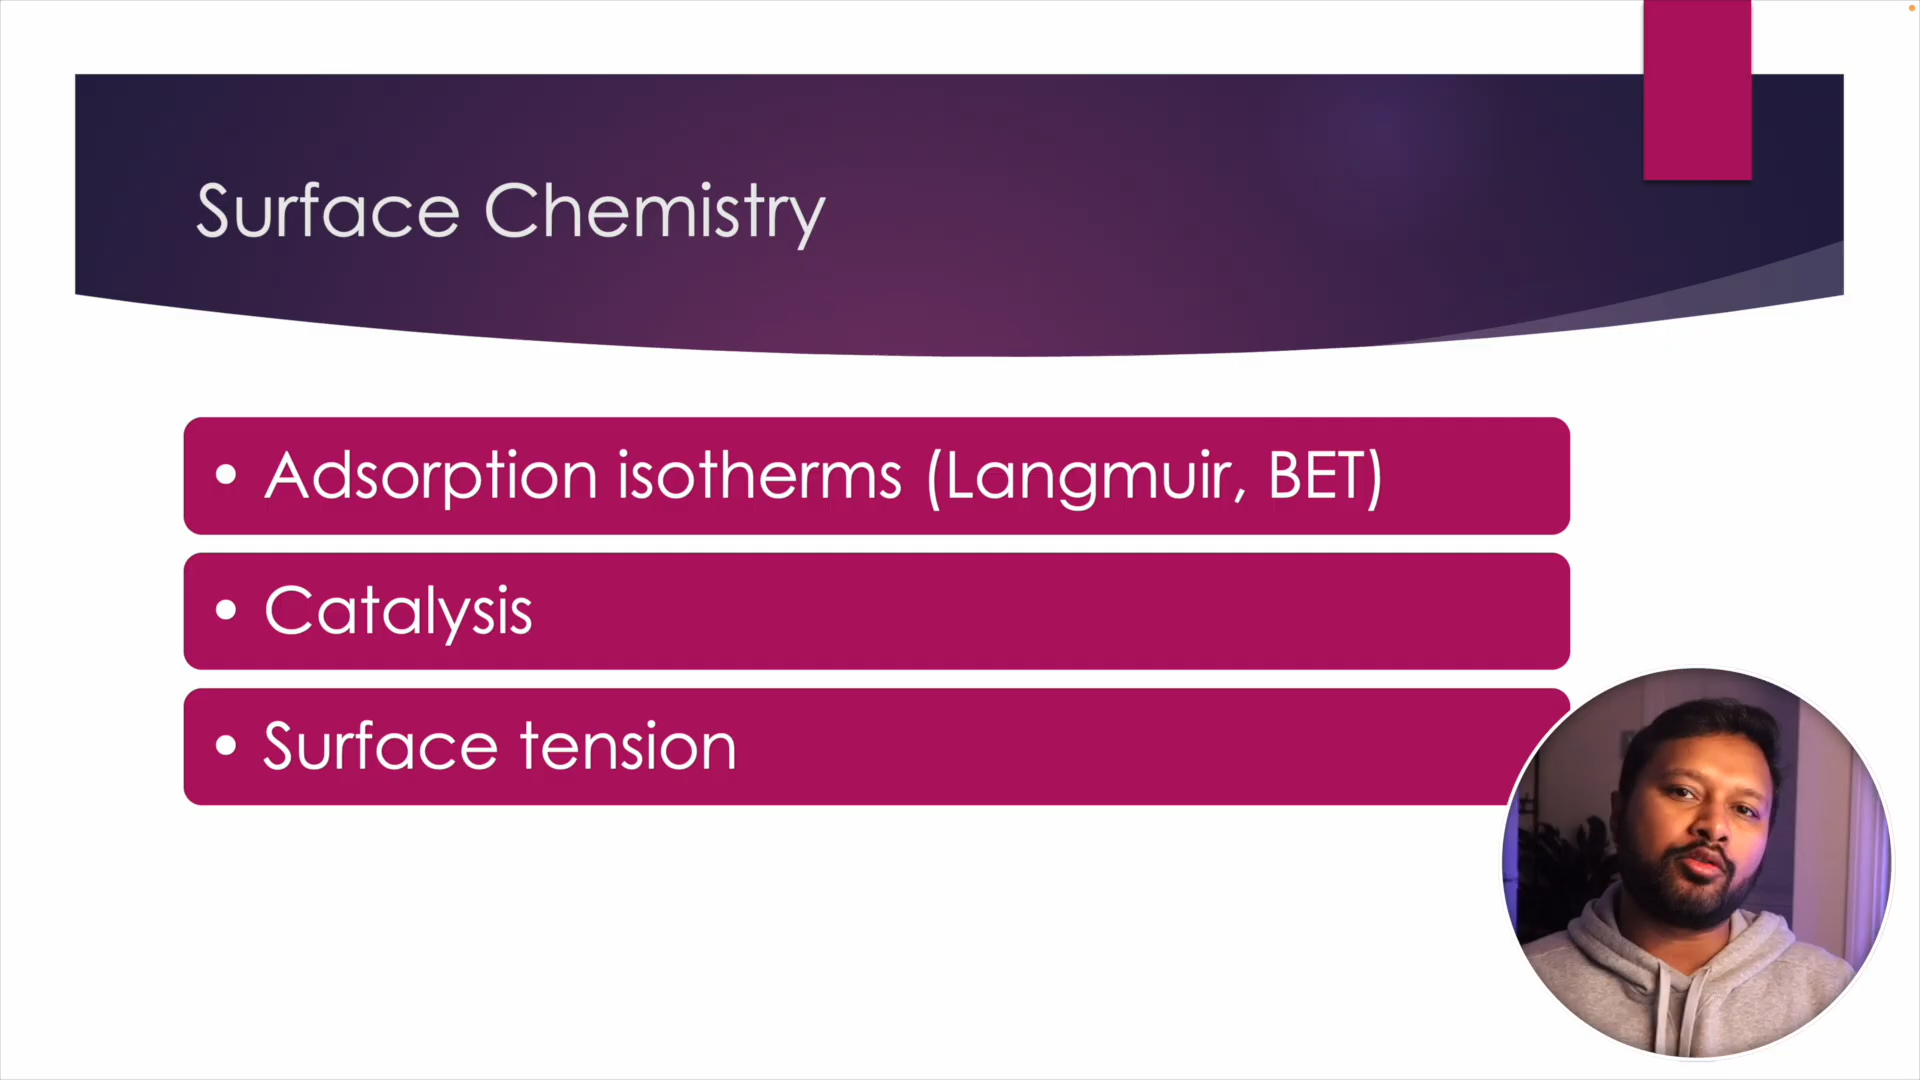 Surface Chemistry
• Adsorption isotherms (Langmuir, BET)
• Catalysis
• Surface tension